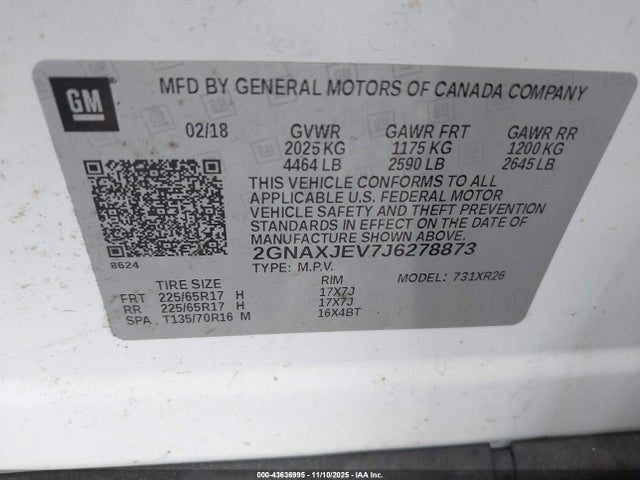 GM
MFD BY GENERAL MOTORS OF CANADA COMPANY
02/18 GVWR GAWR FRT GAWR RR
2025 KG 1175 KG 1200 KG
4464 LB 2590 LB 2645 LB
THIS VEHICLE CONFORMS TO ALL
APPLICABLE U.S. FEDERAL MOTOR
VEHICLE SAFETY AND THEFT PREVENTION
STANDARDS IN EFFECT ON THE DATE OF
MANUFACTURE SHOWN ABOVE.
8624 2GNAXJEV7J6278873
TYPE: M.P.V. MODEL: 731XR26
TIRE SIZE RIM
FRT 225/65R17 H 17X7J
RR 225/65R17 H 17X7J
SPA T135/70R16 M 16X4BT
00-43636995 - 11/10/2025 - IAA Inc.